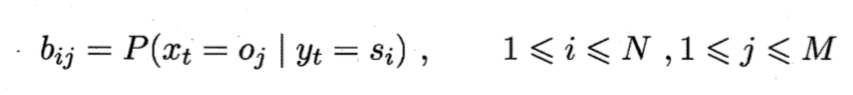 b_{ij} = P(x_t = o_j | y_t = s_i) , 1 ⩽ i ⩽ N , 1 ⩽ j ⩽ M